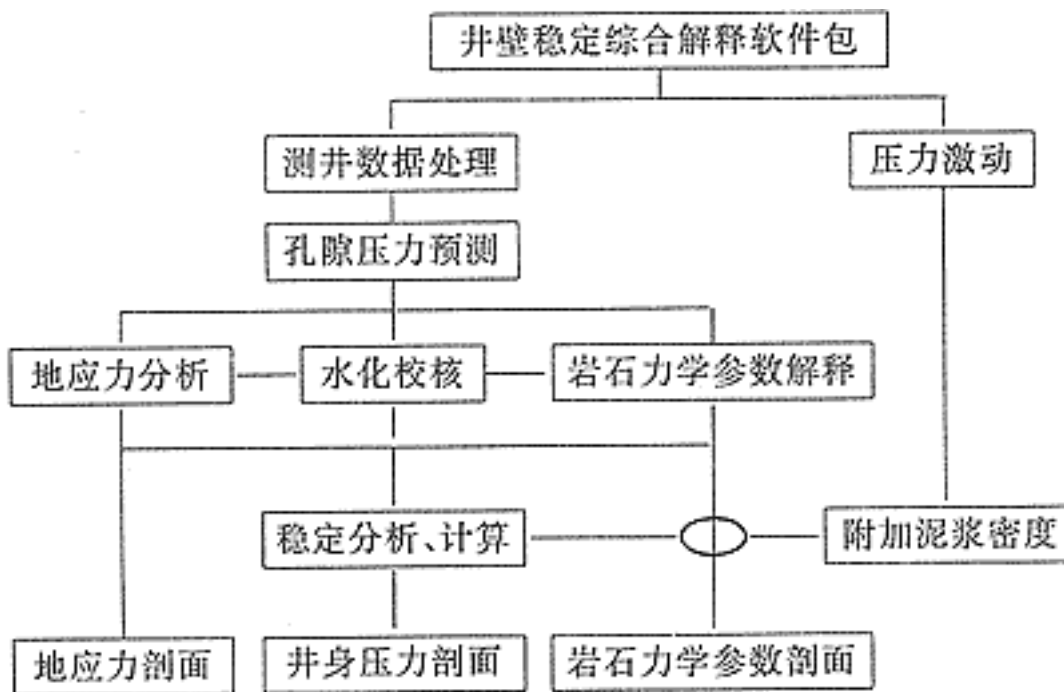 井壁稳定综合解释软件包
测井数据处理
压力激动
孔隙压力预测
地应力分析
水化校核
岩石力学参数解释
稳定分析、计算
附加泥浆密度
地应力剖面
井身压力剖面
岩石力学参数剖面